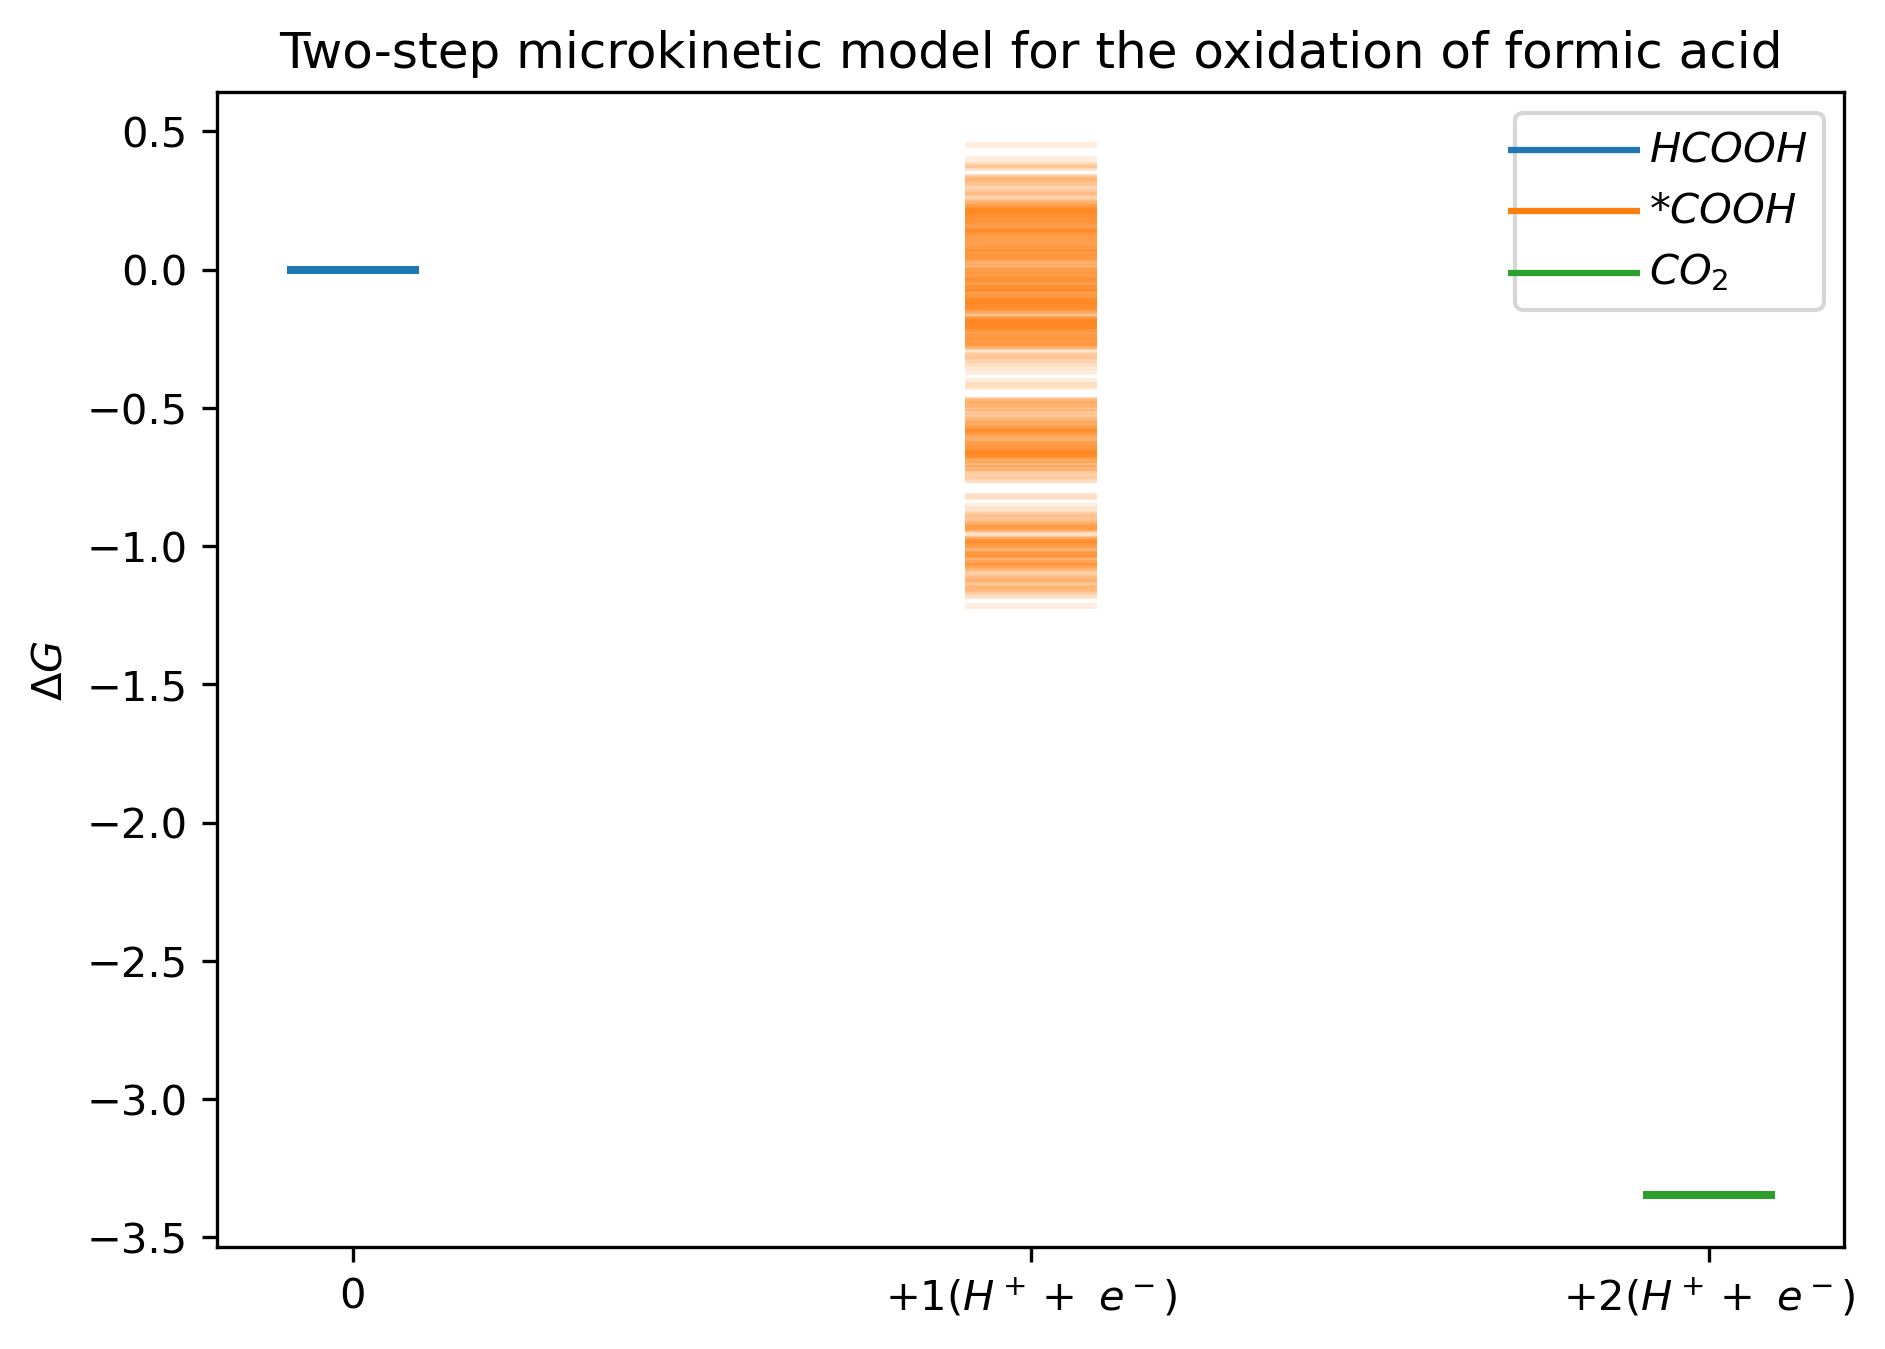 Two-step microkinetic model for the oxidation of formic acid
HCOOH
*COOH
CO₂
ΔG
0.5
0.0
−0.5
−1.0
−1.5
−2.0
−2.5
−3.0
−3.5
0
+1(H⁺ + e⁻)
+2(H⁺ + e⁻)